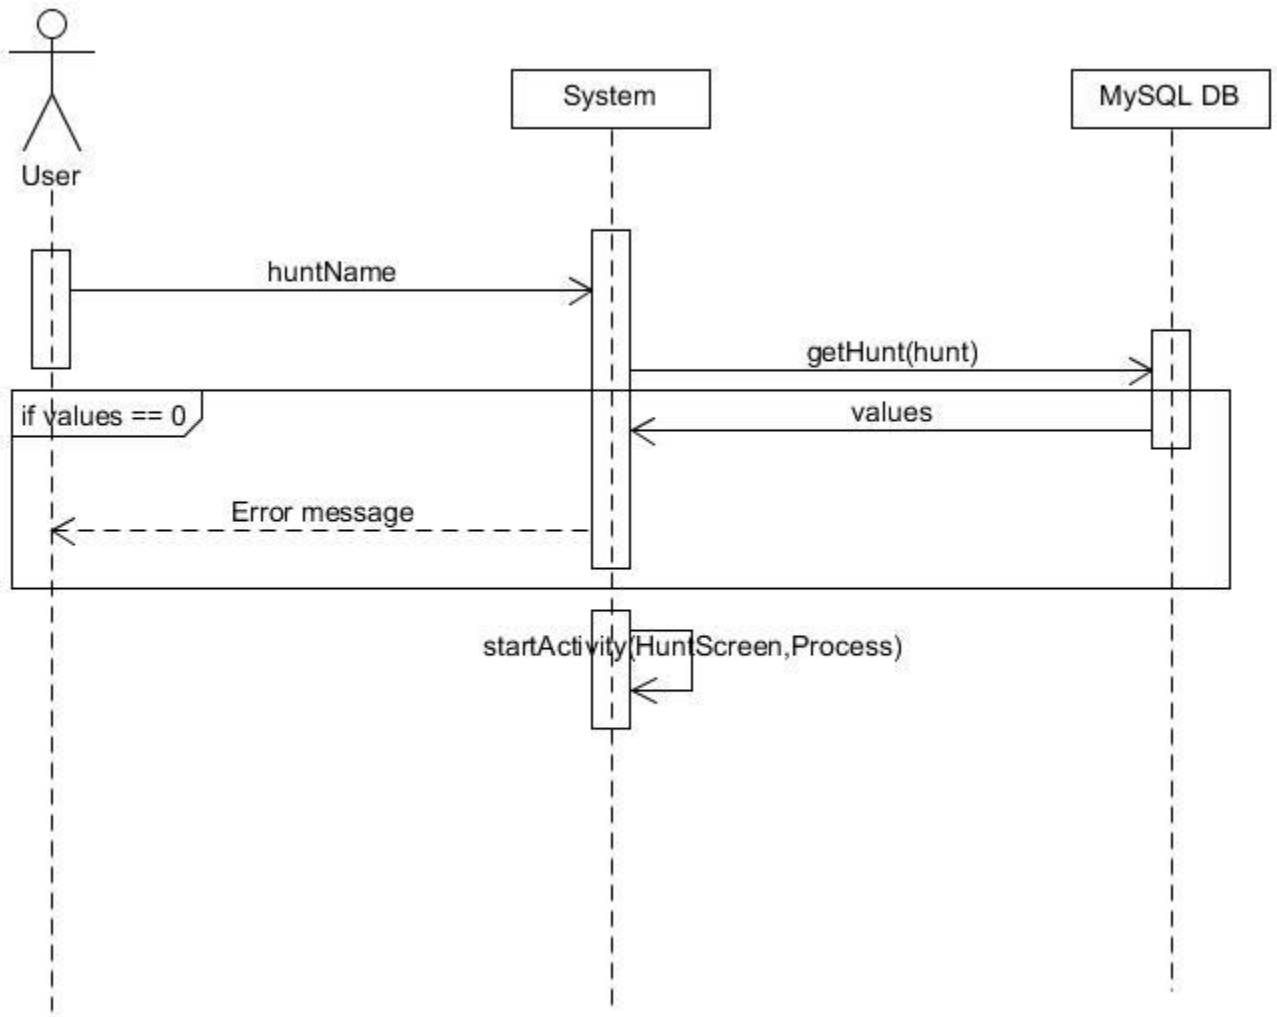 User
System
MySQL DB
huntName
getHunt(hunt)
if values == 0
values
Error message
startActivity(HuntScreen,Process)